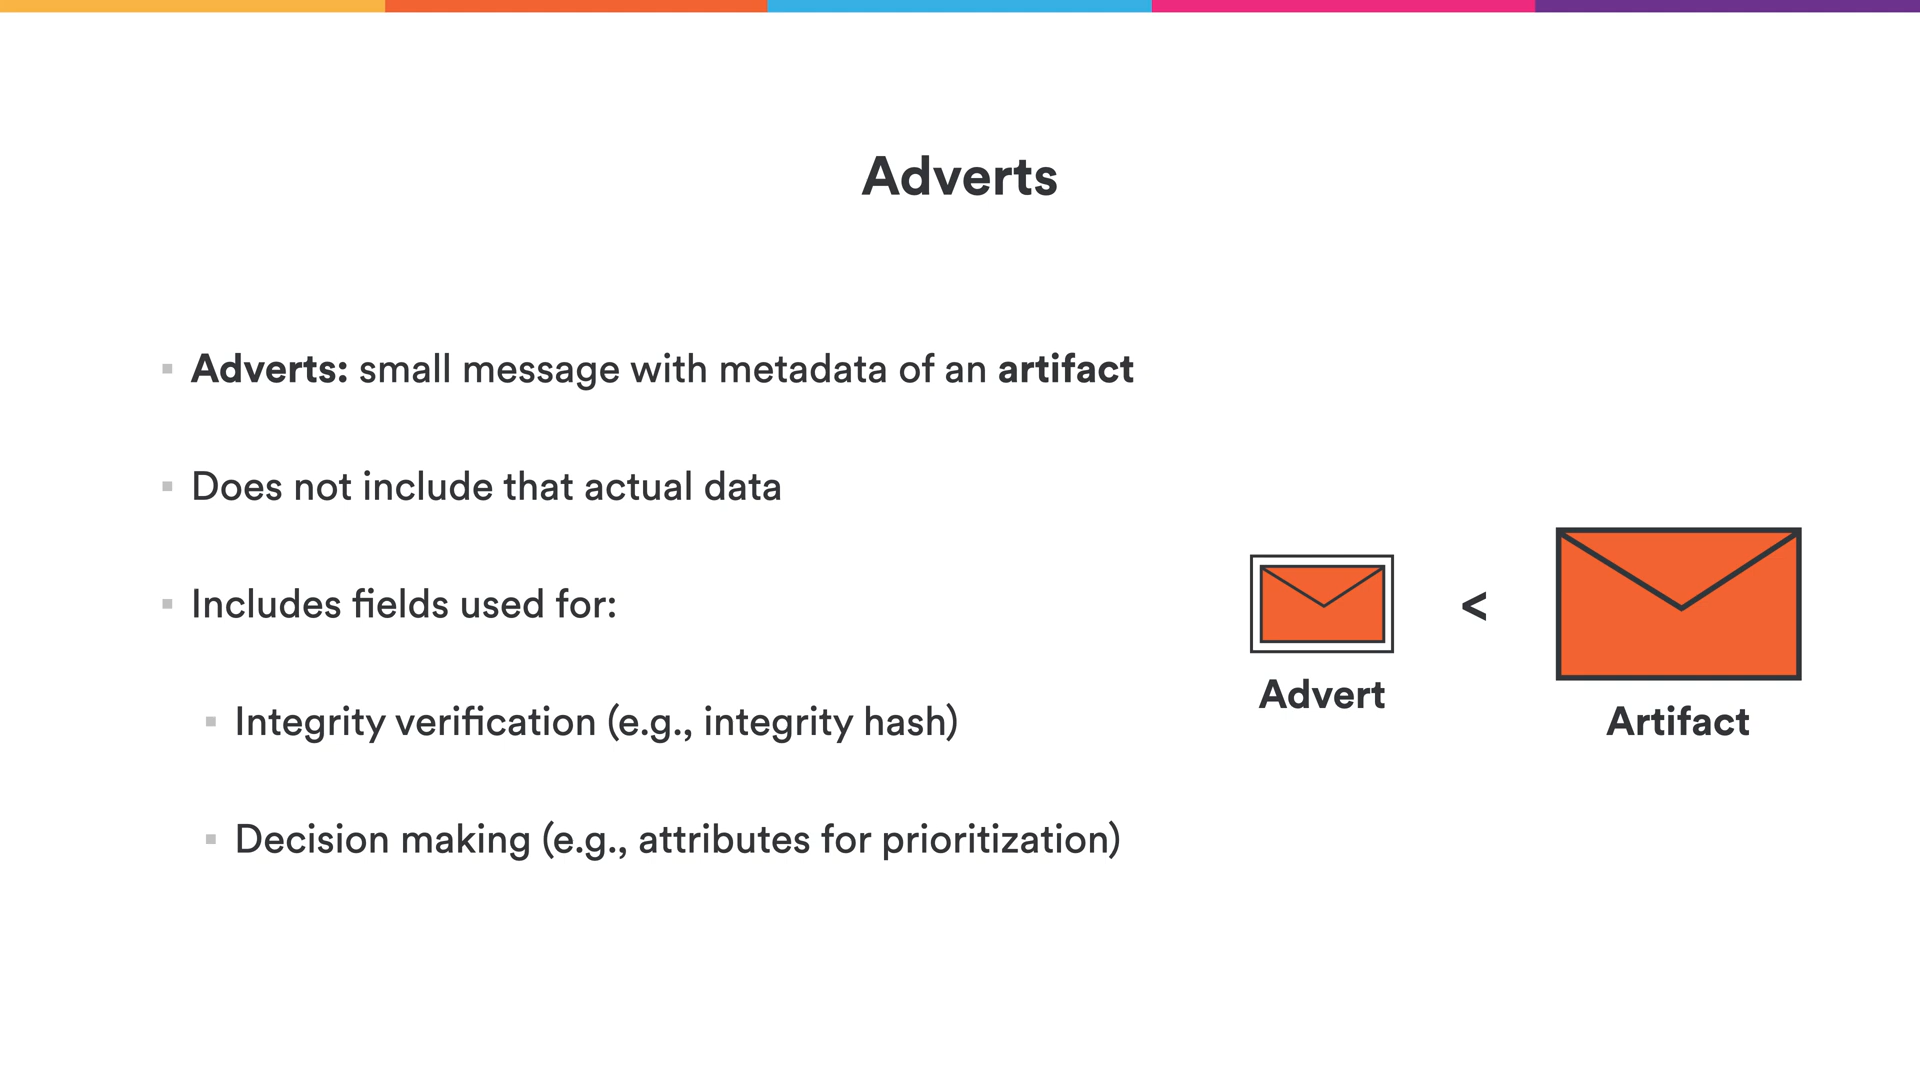 Adverts
Adverts: small message with metadata of an artifact
Does not include that actual data
Includes fields used for:
Integrity verification (e.g., integrity hash)
Decision making (e.g., attributes for prioritization)
<
Advert
Artifact